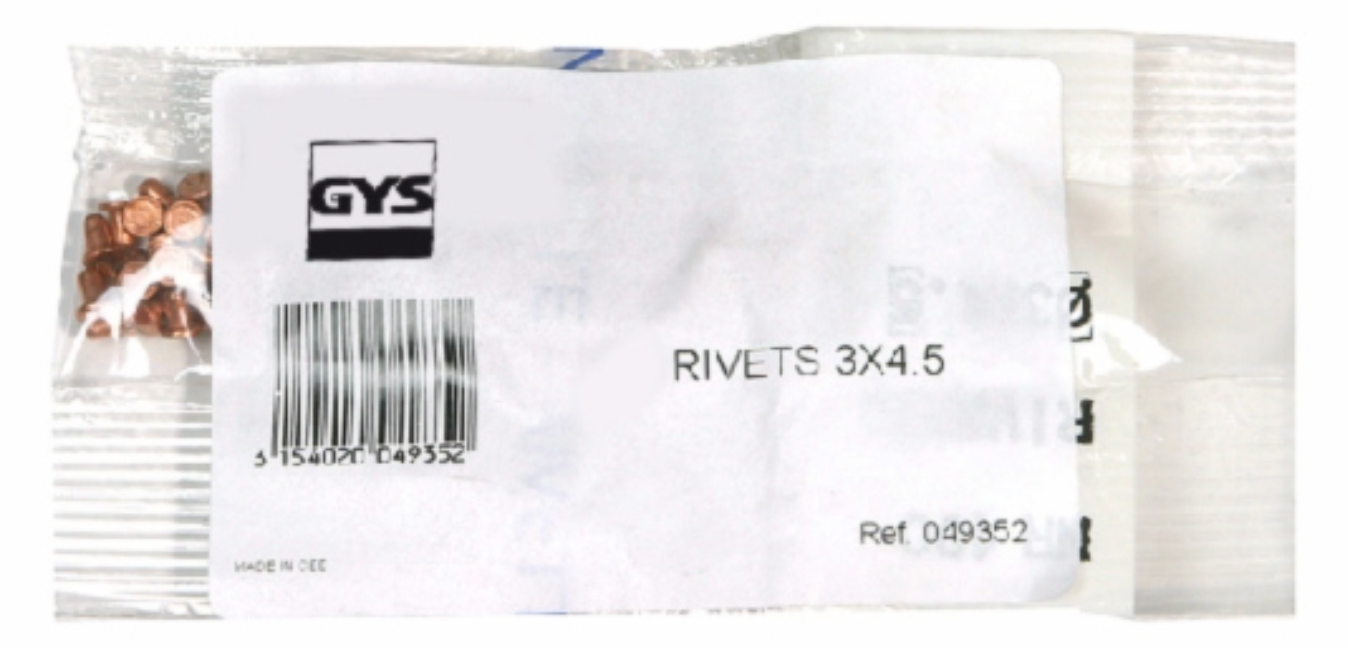 GYS
RIVETS 3X4.5
3 154020 049352
Ref. 049352
MADE IN CEE